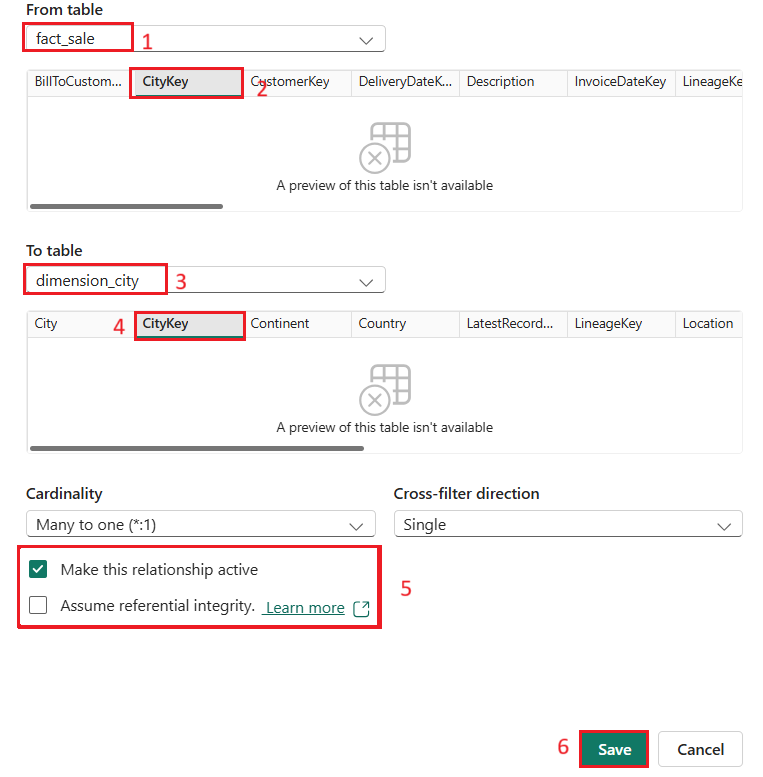 From table
fact_sale 1
BillToCustom... CityKey CustomerKey DeliveryDateK... Description InvoiceDateKey LineageKe
2
A preview of this table isn't available
To table
dimension_city 3
City 4 CityKey Continent Country LatestRecord... LineageKey Location
A preview of this table isn't available
Cardinality Cross-filter direction
Many to one (*:1) Single
Make this relationship active
5
Assume referential integrity. Learn more
6 Save Cancel